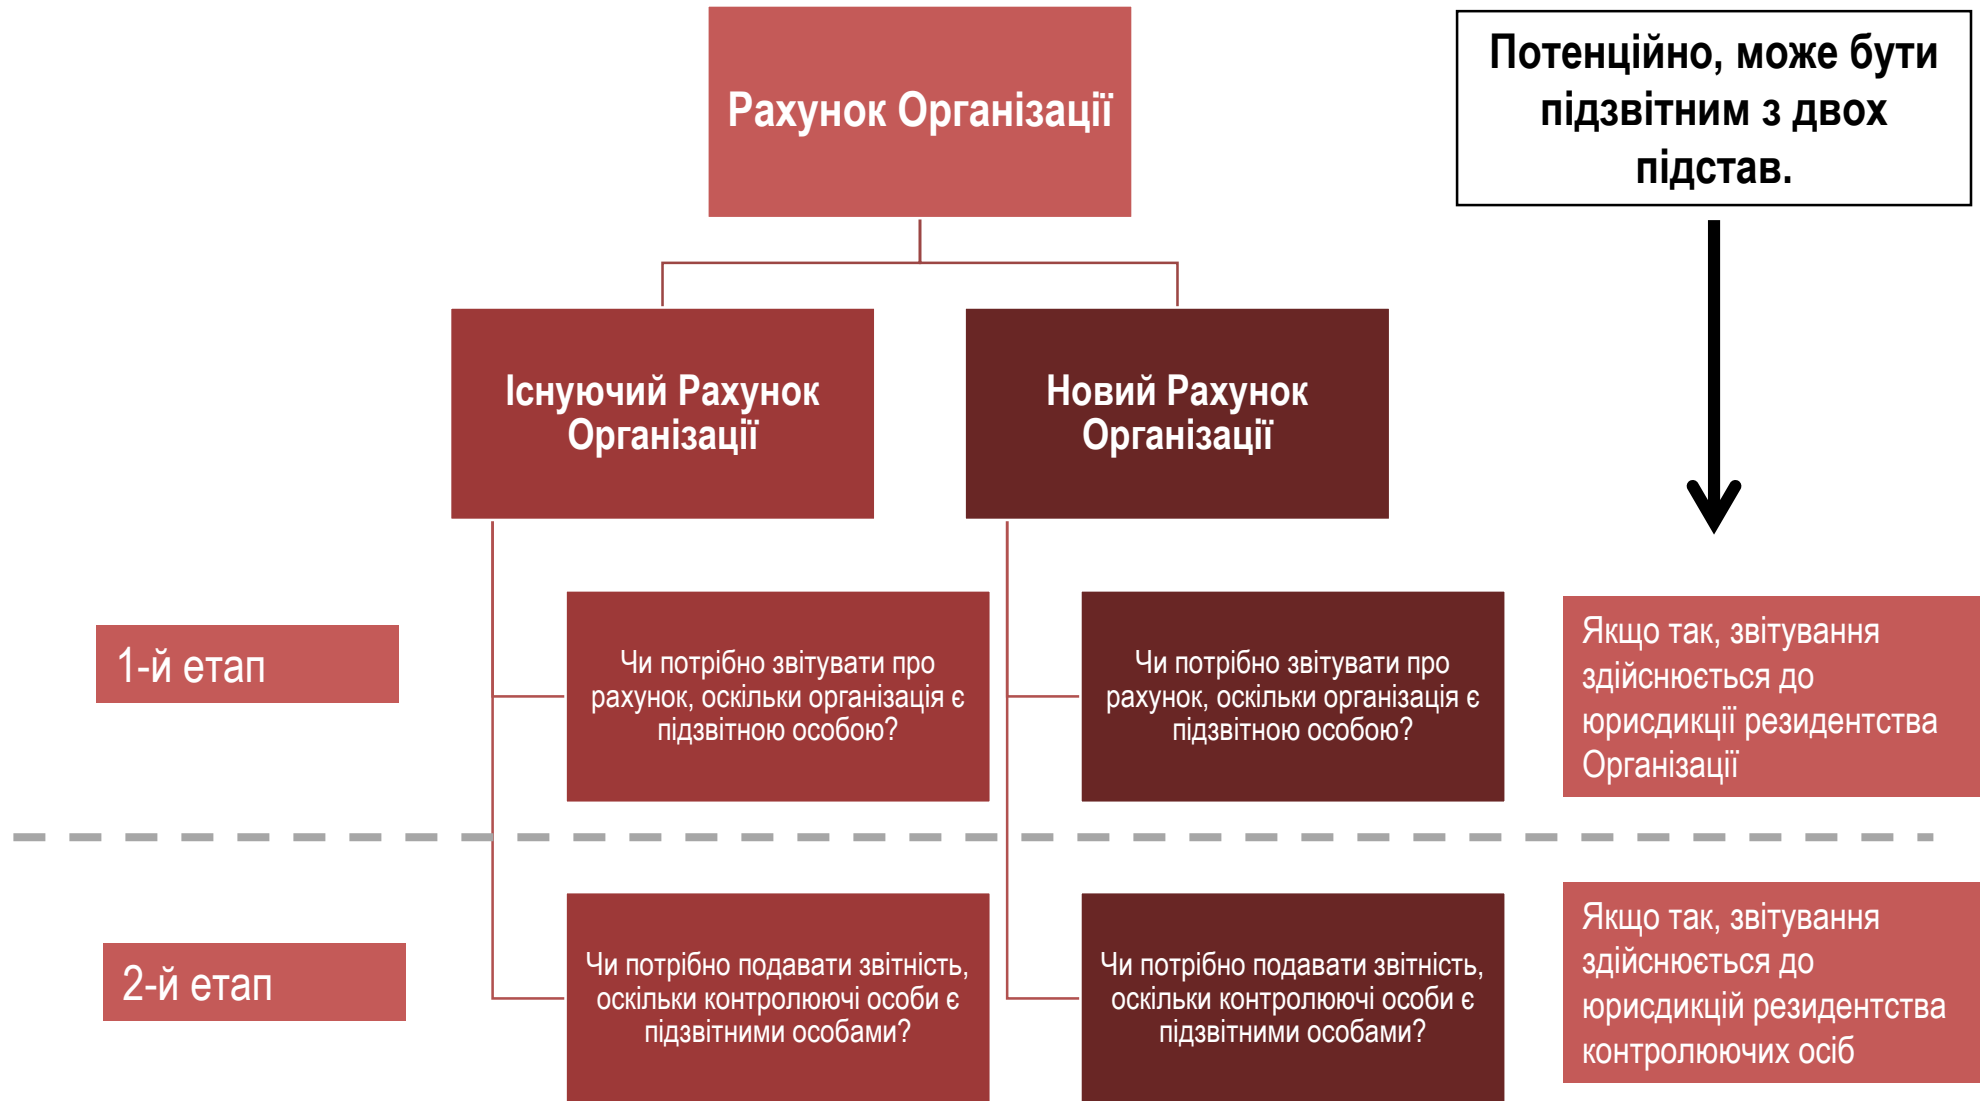 Рахунок Організації
Потенційно, може бути
підзвітним з двох
підстав.
Існуючий Рахунок
Організації
Новий Рахунок
Організації
1-й етап
Чи потрібно звітувати про
рахунок, оскільки організація є
підзвітною особою?
Чи потрібно звітувати про
рахунок, оскільки організація є
підзвітною особою?
Якщо так, звітування
здійснюється до
юрисдикції резидентства
Організації
2-й етап
Чи потрібно подавати звітність,
оскільки контролюючі особи є
підзвітними особами?
Чи потрібно подавати звітність,
оскільки контролюючі особи є
підзвітними особами?
Якщо так, звітування
здійснюється до
юрисдикцій резидентства
контролюючих осіб